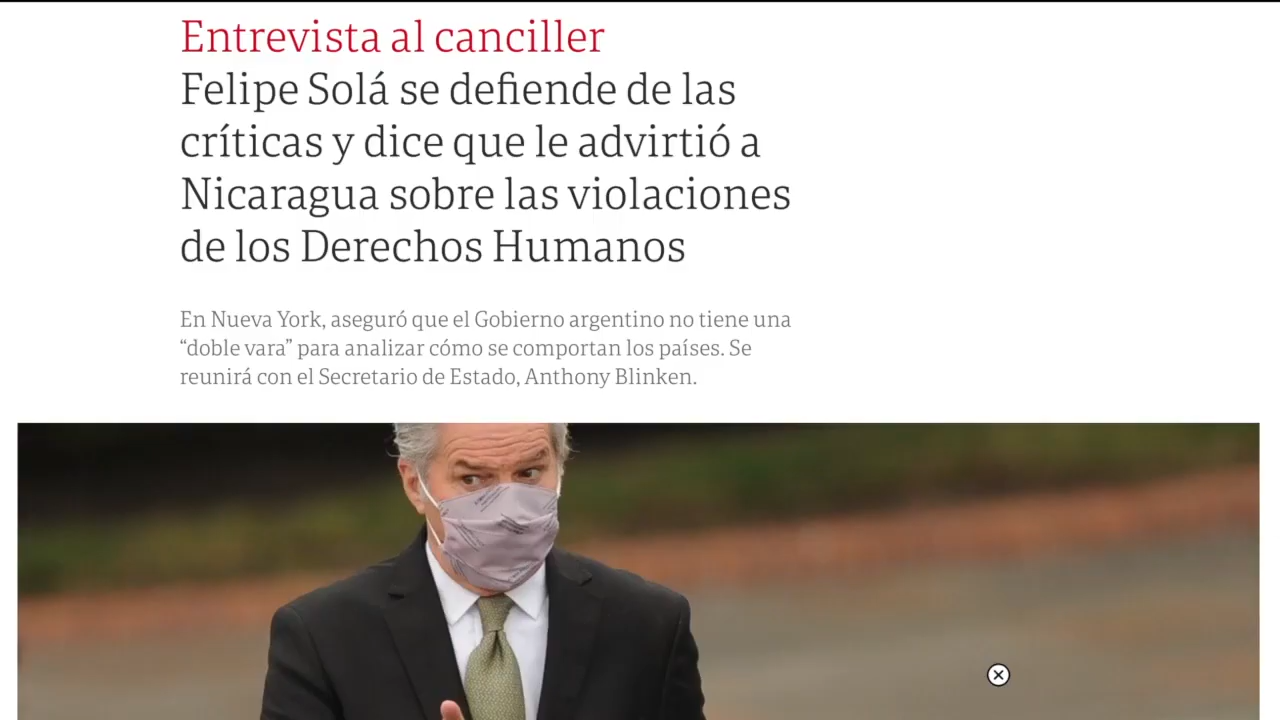 Entrevista al canciller
Felipe Solá se defiende de las
críticas y dice que le advirtió a
Nicaragua sobre las violaciones
de los Derechos Humanos
En Nueva York, aseguró que el Gobierno argentino no tiene una
“doble vara” para analizar cómo se comportan los países. Se
reunirá con el Secretario de Estado, Anthony Blinken.